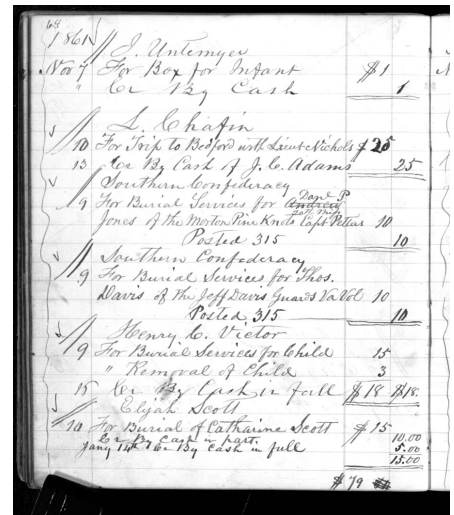 64
1861 // J. Untemyer
Nov 7 For Box for Infant $1
" Cr By Cash 1
// L. Chafin
10 For Trip to Bedford with Lieut Nichols $25
13 Cr By Cash of J. C. Adams 25
// Southern Confederacy
9 For Burial Services for Danl P
Jones of the Morton Pine Knots Capt Peters 10
Posted 315 10
// Southern Confederacy
9 For Burial Services for Thos.
Davis of the Jeff Davis Guards Va Vol 10
Posted 315 10
// Henry C. Victor
9 For Burial Services for Child 15
" Removal of Child 3
15 Cr By Cash in full $18 $18.
// Elijah Scott
10 For Burial of Catharine Scott $15
Cr By Cash in part. 10.00
Jany 14th Cr By Cash in full 5.00
15.00
$79